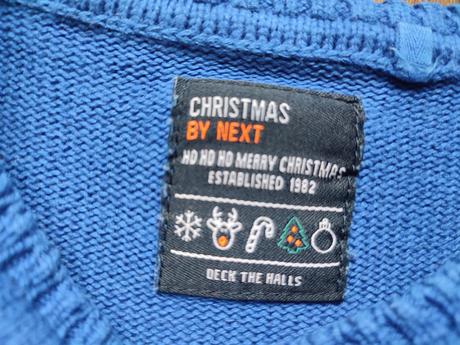 CHRISTMAS
BY NEXT
HO HO HO MERRY CHRISTMAS
ESTABLISHED 1982
DECK THE HALLS